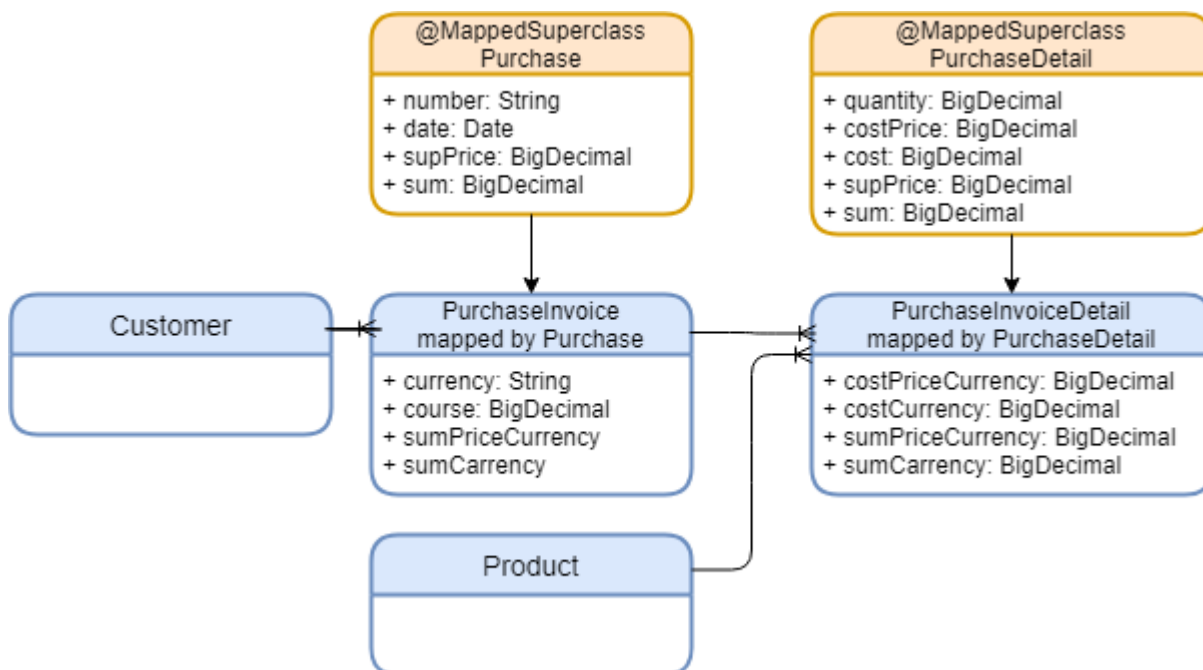 @MappedSuperclass
Purchase
+ number: String
+ date: Date
+ supPrice: BigDecimal
+ sum: BigDecimal
@MappedSuperclass
PurchaseDetail
+ quantity: BigDecimal
+ costPrice: BigDecimal
+ cost: BigDecimal
+ supPrice: BigDecimal
+ sum: BigDecimal
Customer
PurchaseInvoice
mapped by Purchase
+ currency: String
+ course: BigDecimal
+ sumPriceCurrency
+ sumCarrency
PurchaseInvoiceDetail
mapped by PurchaseDetail
+ costPriceCurrency: BigDecimal
+ costCurrency: BigDecimal
+ sumPriceCurrency: BigDecimal
+ sumCarrency: BigDecimal
Product